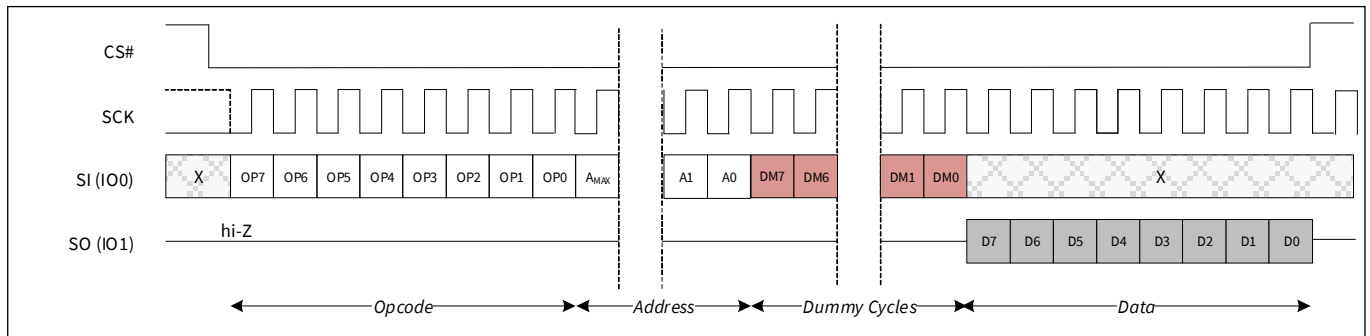 CS#
SCK
SI (IO0) X OP7 OP6 OP5 OP4 OP3 OP2 OP1 OP0 AMAX A1 A0 DM7 DM6 DM1 DM0 X
hi-Z
SO (IO1) D7 D6 D5 D4 D3 D2 D1 D0
Opcode Address Dummy Cycles Data